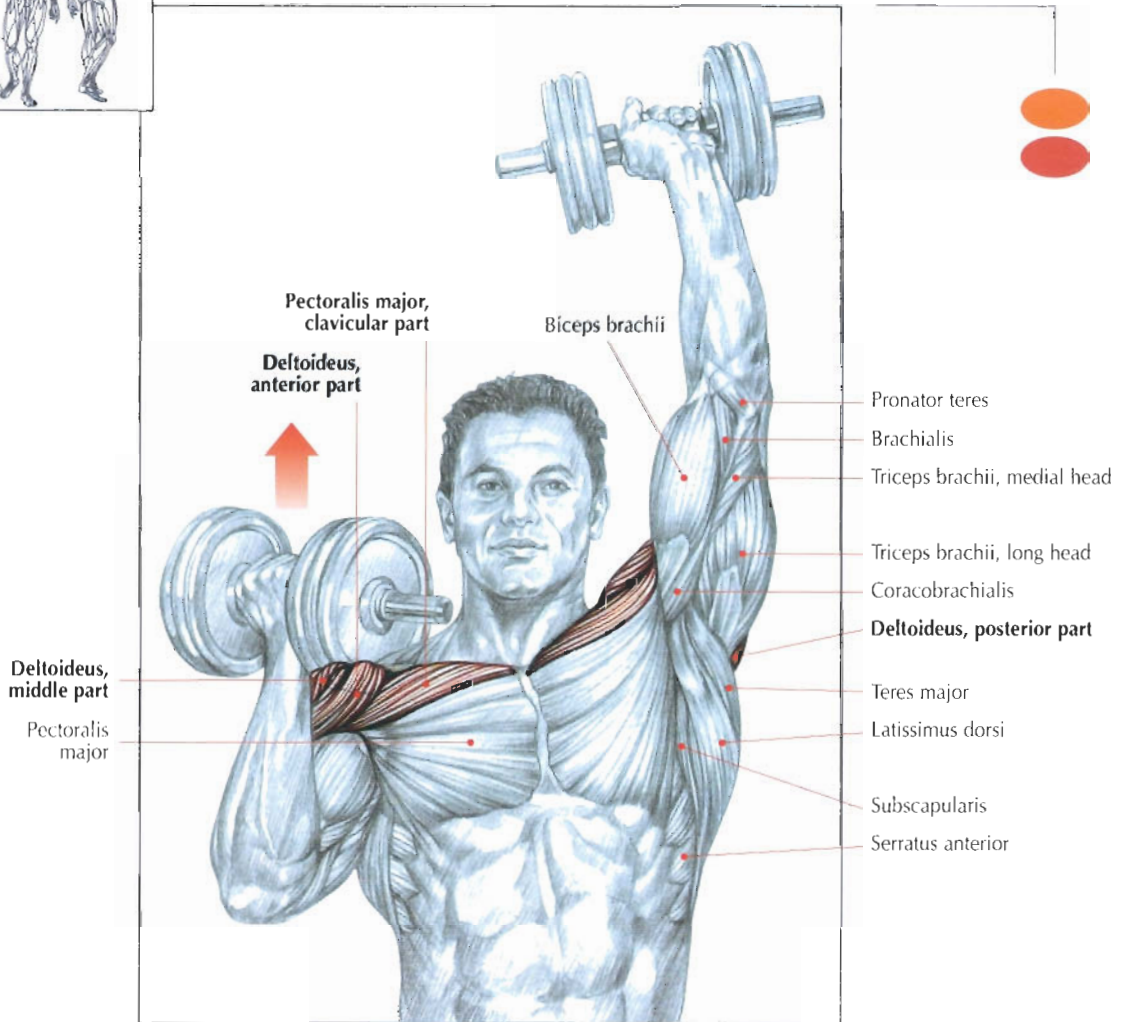 Pectoralis major,
clavicular part
Biceps brachii
Deltoideus,
anterior part
Pronator teres
Brachialis
Triceps brachii, medial head
Triceps brachii, long head
Coracobrachialis
Deltoideus, posterior part
Deltoideus,
middle part
Teres major
Pectoralis
major
Latissimus dorsi
Subscapularis
Serratus anterior